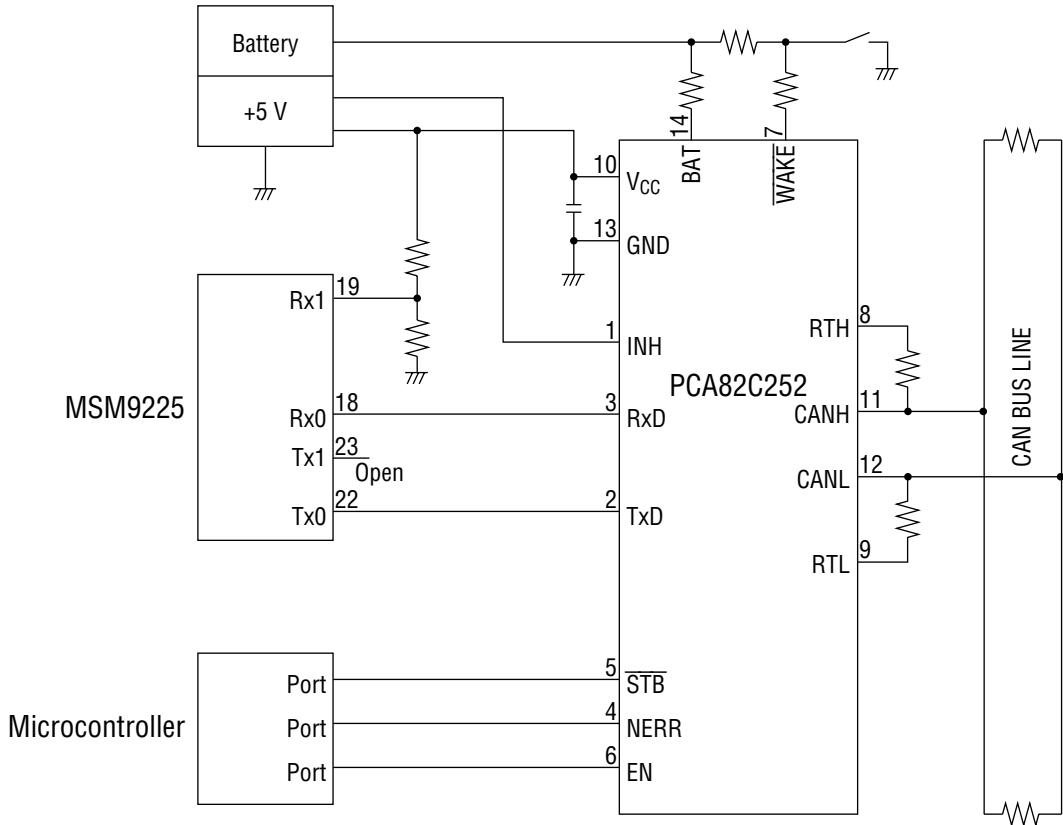 Battery
+5 V
14
BAT
7
WAKE
10
VCC
13
GND
19
Rx1
1
INH
8
RTH
PCA82C252
MSM9225
18
Rx0
3
RxD
11
CANH
CAN BUS LINE
23
Tx1
Open
12
CANL
22
Tx0
2
TxD
9
RTL
Microcontroller
Port
5
STB
Port
4
NERR
Port
6
EN